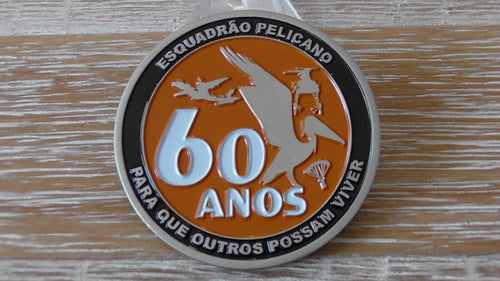 ESQUADRÃO PELICANO
60
ANOS
PARA QUE OUTROS POSSAM VIVER